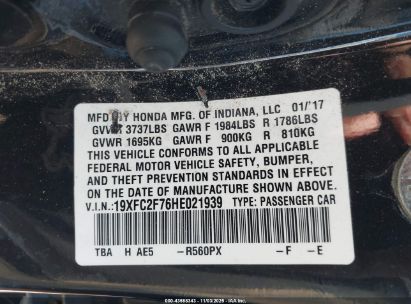 MFD BY HONDA MFG. OF INDIANA, LLC 01/'17
GVWR 3737LBS GAWR F 1984LBS R 1786LBS
GVWR 1695KG GAWR F 900KG R 810KG
THIS VEHICLE CONFORMS TO ALL APPLICABLE
FEDERAL MOTOR VEHICLE SAFETY, BUMPER,
AND THEFT PREVENTION STANDARDS IN EFFECT
ON THE DATE OF MANUFACTURE SHOWN ABOVE.
V.I.N.:19XFC2F76HE021939 TYPE: PASSENGER CAR
TBA H AE5 -R560PX -F -E